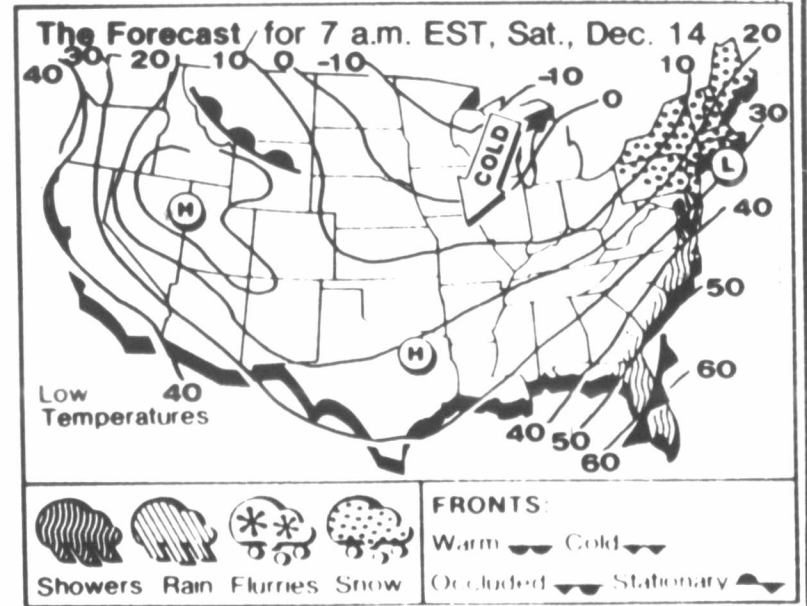 The Forecast for 7 a.m. EST, Sat., Dec. 14
40 -30 20 10 0 -10 -10 0 10 20
30
COLD
L
H
40
50
H
60
Low
Temperatures
40
40 50 60
Showers Rain Flurries Snow
FRONTS:
Warm Cold
Occluded Stationary